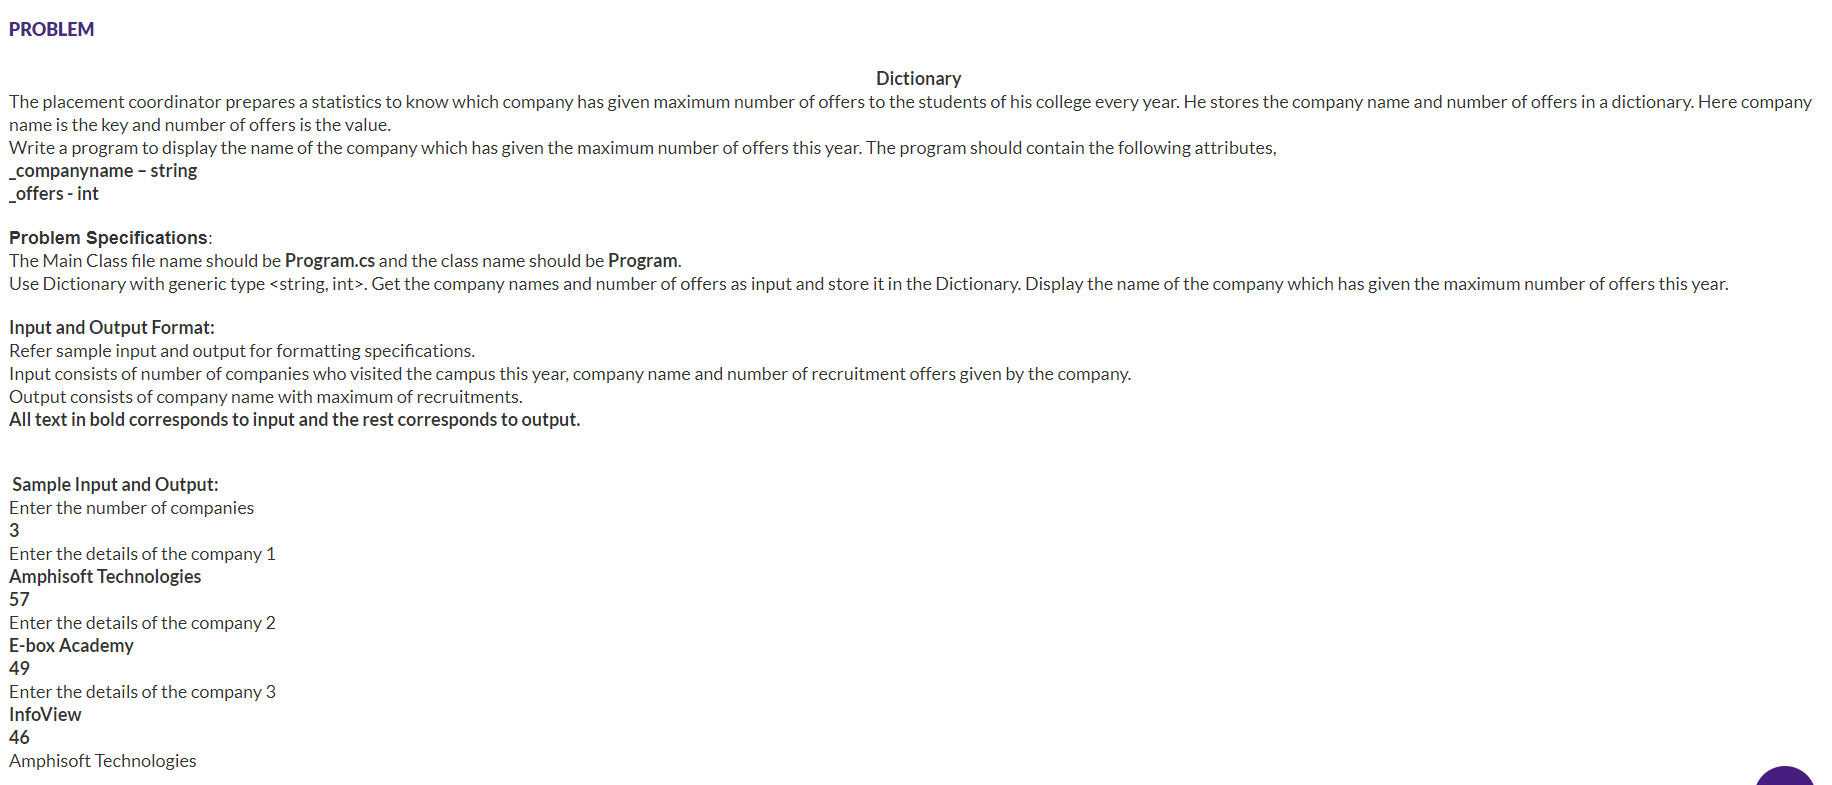 PROBLEM
Dictionary
The placement coordinator prepares a statistics to know which company has given maximum number of offers to the students of his college every year. He stores the company name and number of offers in a dictionary. Here company
name is the key and number of offers is the value.
Write a program to display the name of the company which has given the maximum number of offers this year. The program should contain the following attributes,
_companyname – string
_offers - int
Problem Specifications:
The Main Class file name should be Program.cs and the class name should be Program.
Use Dictionary with generic type <string, int>. Get the company names and number of offers as input and store it in the Dictionary. Display the name of the company which has given the maximum number of offers this year.
Input and Output Format:
Refer sample input and output for formatting specifications.
Input consists of number of companies who visited the campus this year, company name and number of recruitment offers given by the company.
Output consists of company name with maximum of recruitments.
All text in bold corresponds to input and the rest corresponds to output.
Sample Input and Output:
Enter the number of companies
3
Enter the details of the company 1
Amphisoft Technologies
57
Enter the details of the company 2
E-box Academy
49
Enter the details of the company 3
InfoView
46
Amphisoft Technologies